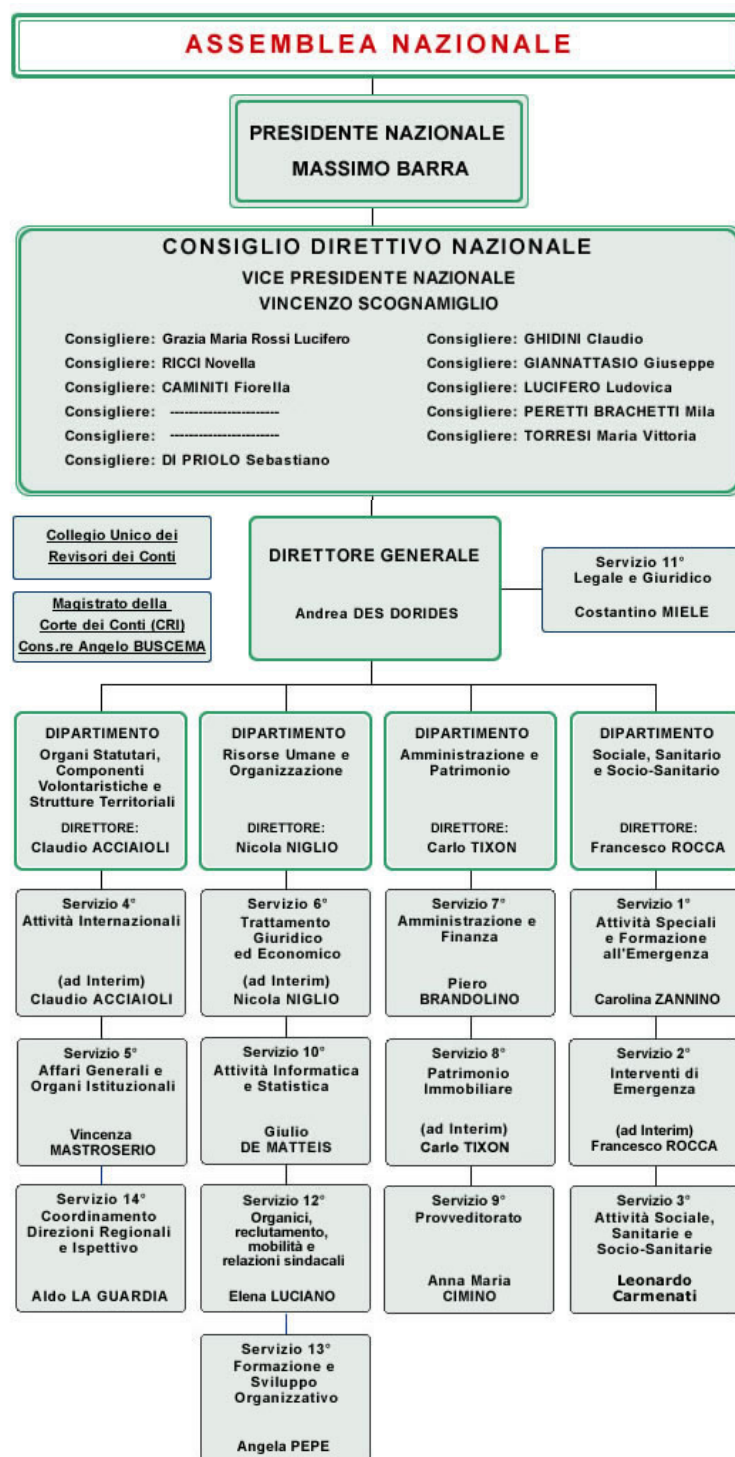 ASSEMBLEA NAZIONALE
PRESIDENTE NAZIONALE
MASSIMO BARRA
CONSIGLIO DIRETTIVO NAZIONALE
VICE PRESIDENTE NAZIONALE
VINCENZO SCOGNAMIGLIO
Consigliere: Grazia Maria Rossi Lucifero
Consigliere: RICCI Novella
Consigliere: CAMINITI Fiorella
Consigliere: -----------------------
Consigliere: -----------------------
Consigliere: DI PRIOLO Sebastiano
Consigliere: GHIDINI Claudio
Consigliere: GIANNATTASIO Giuseppe
Consigliere: LUCIFERO Ludovica
Consigliere: PERETTI BRACHETTI Mila
Consigliere: TORRESI Maria Vittoria
Collegio Unico dei
Revisori dei Conti
Magistrato della
Corte dei Conti (CRI)
Cons.re Angelo BUSCEMA
DIRETTORE GENERALE
Andrea DES DORIDES
Servizio 11°
Legale e Giuridico
Costantino MIELE
DIPARTIMENTO
Organi Statutari,
Componenti
Volontaristiche e
Strutture Territoriali
DIRETTORE:
Claudio ACCIAIOLI
DIPARTIMENTO
Risorse Umane e
Organizzazione
DIRETTORE:
Nicola NIGLIO
DIPARTIMENTO
Amministrazione e
Patrimonio
DIRETTORE:
Carlo TIXON
DIPARTIMENTO
Sociale, Sanitario
e Socio-Sanitario
DIRETTORE:
Francesco ROCCA
Servizio 4°
Attività Internazionali
(ad Interim)
Claudio ACCIAIOLI
Servizio 6°
Trattamento
Giuridico
ed Economico
(ad Interim)
Nicola NIGLIO
Servizio 7°
Amministrazione e
Finanza
Piero
BRANDOLINO
Servizio 1°
Attività Speciali
e Formazione
all'Emergenza
Carolina ZANNINO
Servizio 5°
Affari Generali e
Organi Istituzionali
Vincenza
MASTROSERIO
Servizio 10°
Attività Informatica
e Statistica
Giulio
DE MATTEIS
Servizio 8°
Patrimonio
Immobiliare
(ad Interim)
Carlo TIXON
Servizio 2°
Interventi di
Emergenza
(ad Interim)
Francesco ROCCA
Servizio 14°
Coordinamento
Direzioni Regionali
e Ispettivo
Aldo LA GUARDIA
Servizio 12°
Organici,
reclutamento,
mobilità e
relazioni sindacali
Elena LUCIANO
Servizio 9°
Provveditorato
Anna Maria
CIMINO
Servizio 3°
Attività Sociale,
Sanitarie e
Socio-Sanitarie
Leonardo
Carmenati
Servizio 13°
Formazione e
Sviluppo
Organizzativo
Angela PEPE